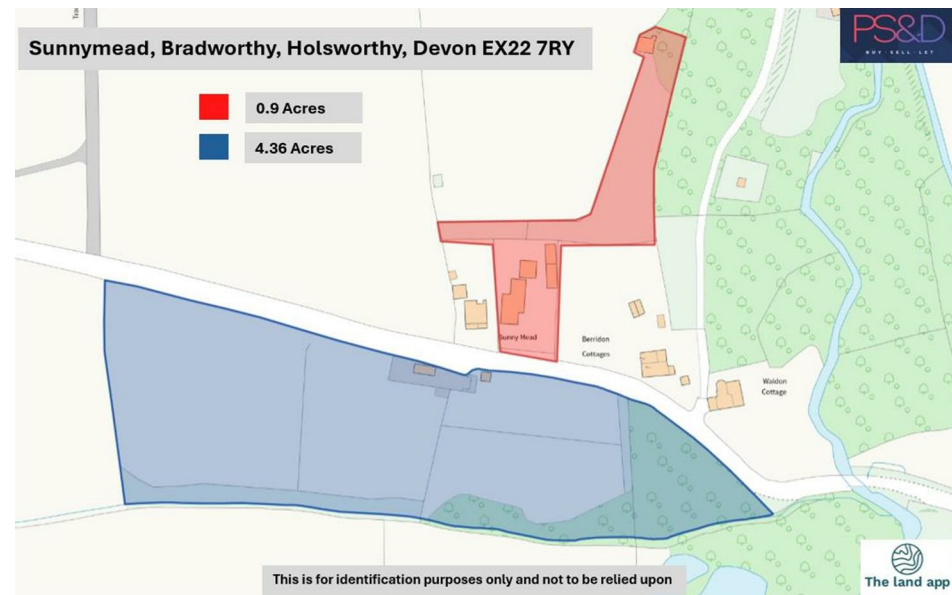 Sunnymead, Bradworthy, Holsworthy, Devon EX22 7RY
PS&D
BUY · SELL · LET
0.9 Acres
4.36 Acres
Sunny Mead
Berridon
Cottages
Waldon
Cottage
This is for identification purposes only and not to be relied upon
The land app